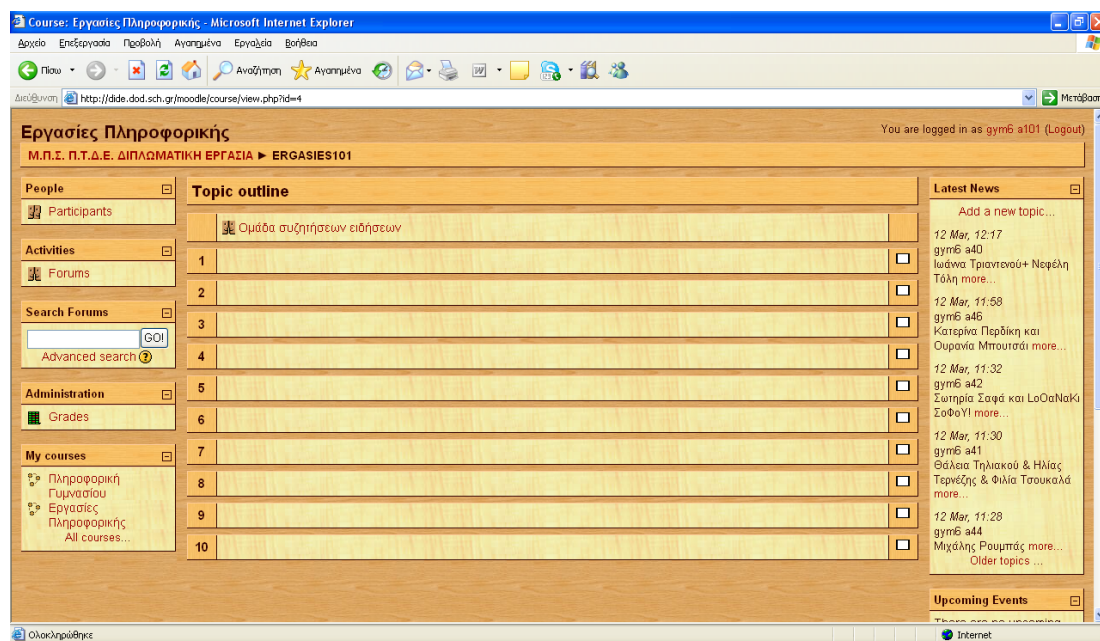 Course: Εργασίες Πληροφορικής - Microsoft Internet Explorer
Αρχείο Επεξεργασία Προβολή Αγαπημένα Εργαλεία Βοήθεια
Πίσω Αναζήτηση Αγαπημένα
Διεύθυνση http://dide.dod.sch.gr/moodle/course/view.php?id=4 Μετάβαση
Εργασίες Πληροφορικής
You are logged in as gym6 a101 (Logout)
Μ.Π.Σ. Π.Τ.Δ.Ε. ΔΙΠΛΩΜΑΤΙΚΗ ΕΡΓΑΣΙΑ ► ERGASIES101
People
Participants
Activities
Forums
Search Forums
GO!
Advanced search ?
Administration
Grades
My courses
Πληροφορική
Γυμνασίου
Εργασίες
Πληροφορικής
All courses...
Topic outline
Ομάδα συζητήσεων ειδήσεων
1
2
3
4
5
6
7
8
9
10
Latest News
Add a new topic...
12 Mar, 12:17
gym6 a40
Ιωάννα Τριαντενού+ Νεφέλη
Τόλη more...
12 Mar, 11:58
gym6 a46
Κατερίνα Περδίκη και
Ουρανία Μπουτσάι more...
12 Mar, 11:32
gym6 a42
Σωτηρία Σαφά και LoOaNaKi
ΣοΦοΥ! more...
12 Mar, 11:30
gym6 a41
Θάλεια Τηλιακού & Ηλίας
Τερνέζης & Φιλία Τσουκαλά
more...
12 Mar, 11:28
gym6 a44
Μιχάλης Ρουμπάς more...
Older topics ...
Upcoming Events
There are no upcoming
Ολοκληρώθηκε
Internet